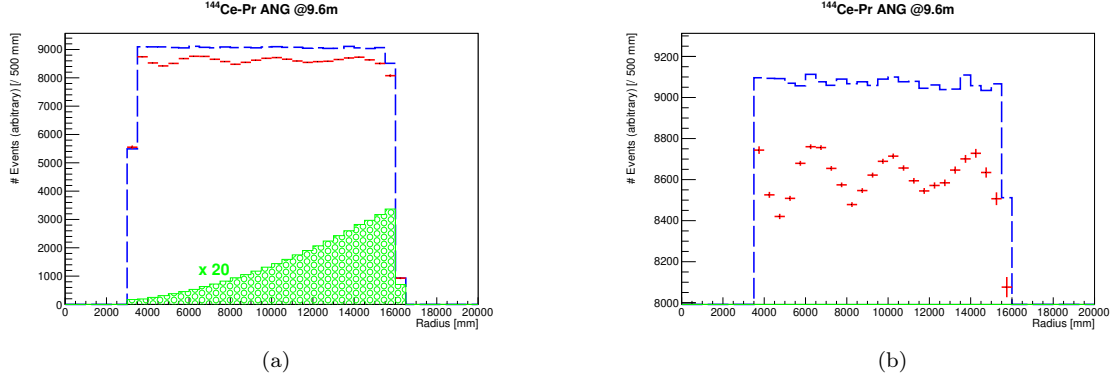 ¹⁴⁴Ce-Pr ANG @9.6m
# Events (arbitrary) [/ 500 mm]
9000
8000
7000
6000
5000
4000
3000
2000
1000
0
x 20
0 2000 4000 6000 8000 10000 12000 14000 16000 18000 20000
Radius [mm]
(a)
¹⁴⁴Ce-Pr ANG @9.6m
# Events (arbitrary) [/ 500 mm]
9200
9000
8800
8600
8400
8200
8000
0 2000 4000 6000 8000 10000 12000 14000 16000 18000 20000
Radius [mm]
(b)